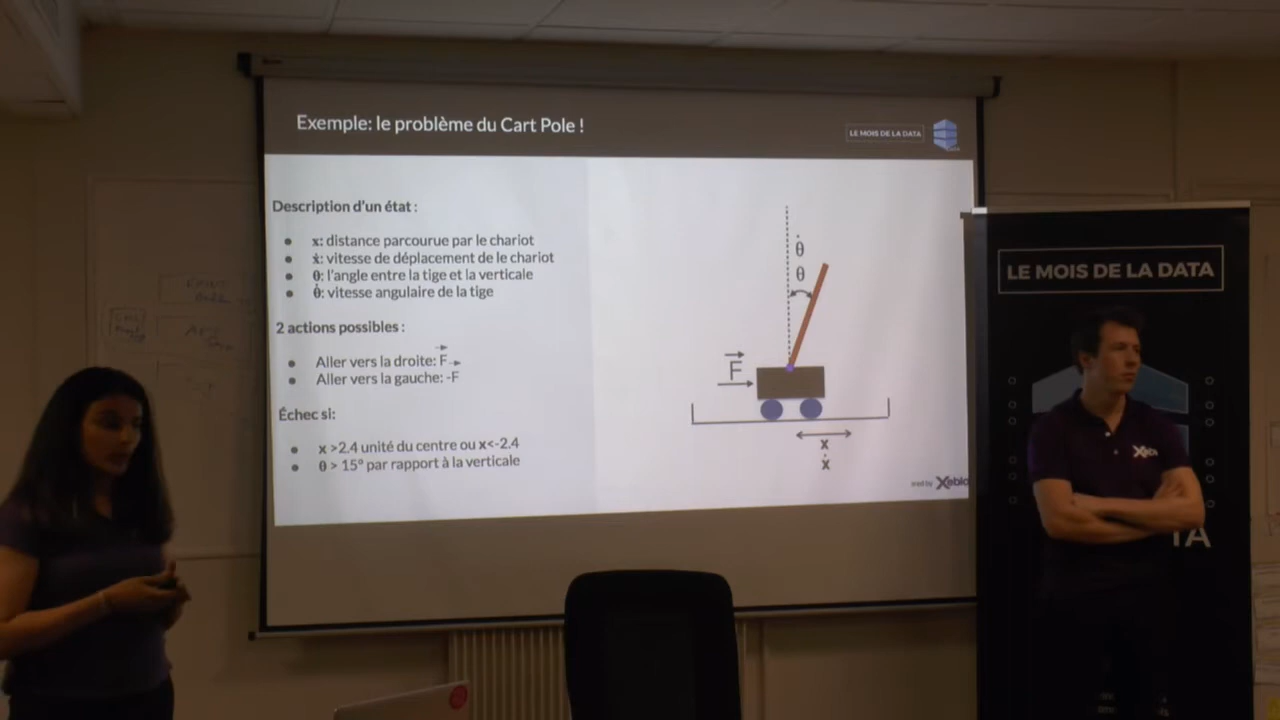 Exemple: le problème du Cart Pole !
LE MOIS DE LA DATA
Description d'un état :
x: distance parcourue par le chariot
ẋ: vitesse de déplacement de le chariot
θ: l'angle entre la tige et la verticale
θ̇: vitesse angulaire de la tige
2 actions possibles :
Aller vers la droite: F
Aller vers la gauche: -F
Échec si:
x >2.4 unité du centre ou x<-2.4
θ > 15° par rapport à la verticale
θ̇
θ
F
x
ẋ
by Xebia
LE MOIS DE LA DATA
Xebia
TA